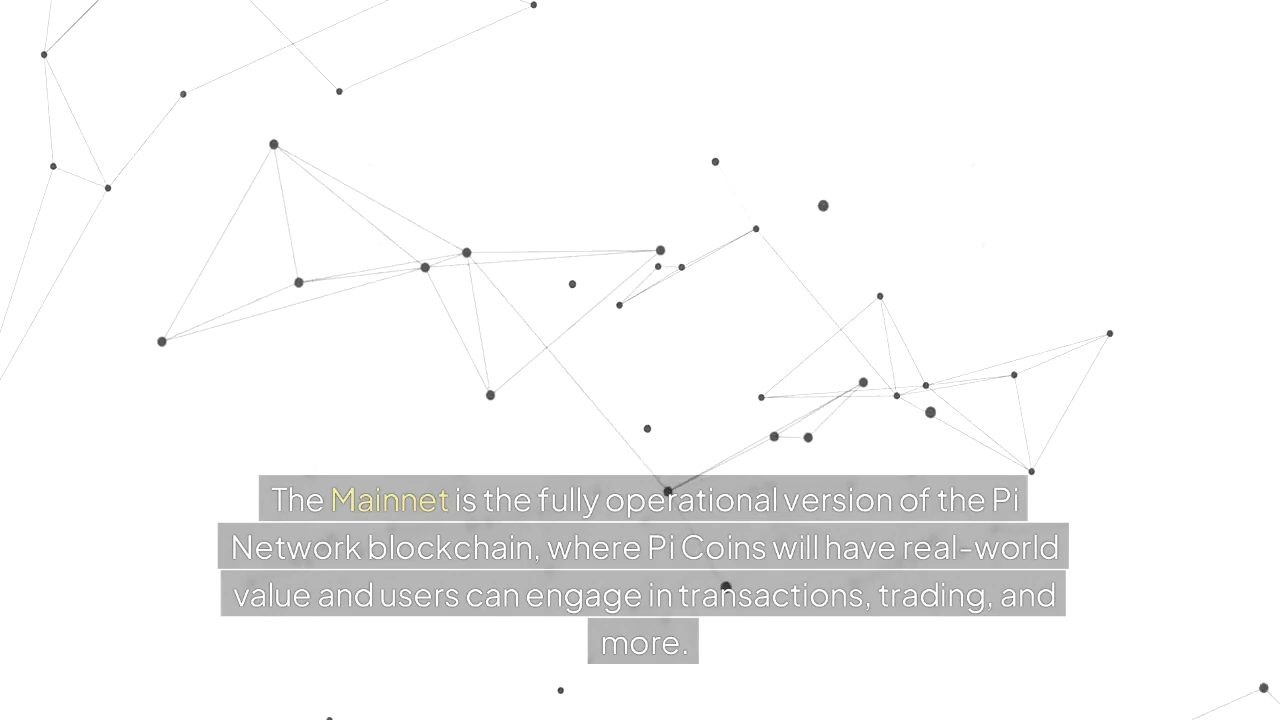 The Mainnet is the fully operational version of the Pi
Network blockchain, where Pi Coins will have real-world
value and users can engage in transactions, trading, and
more.